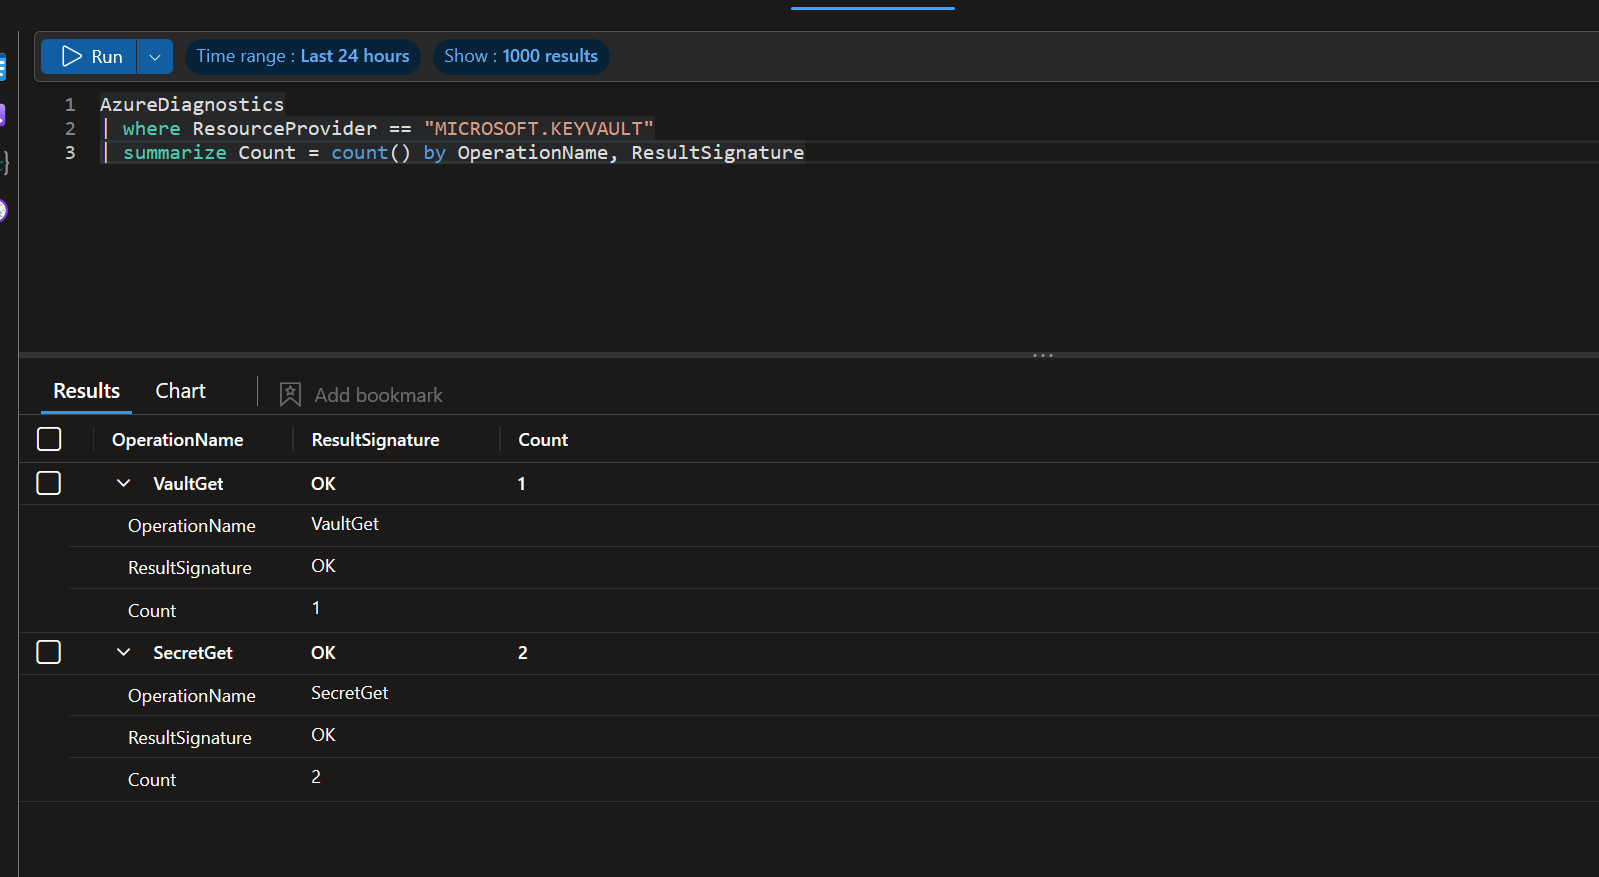 Run
Time range : Last 24 hours
Show : 1000 results
1 AzureDiagnostics
2 | where ResourceProvider == "MICROSOFT.KEYVAULT"
3 | summarize Count = count() by OperationName, ResultSignature
Results Chart Add bookmark
OperationName ResultSignature Count
VaultGet OK 1
OperationName VaultGet
ResultSignature OK
Count 1
SecretGet OK 2
OperationName SecretGet
ResultSignature OK
Count 2